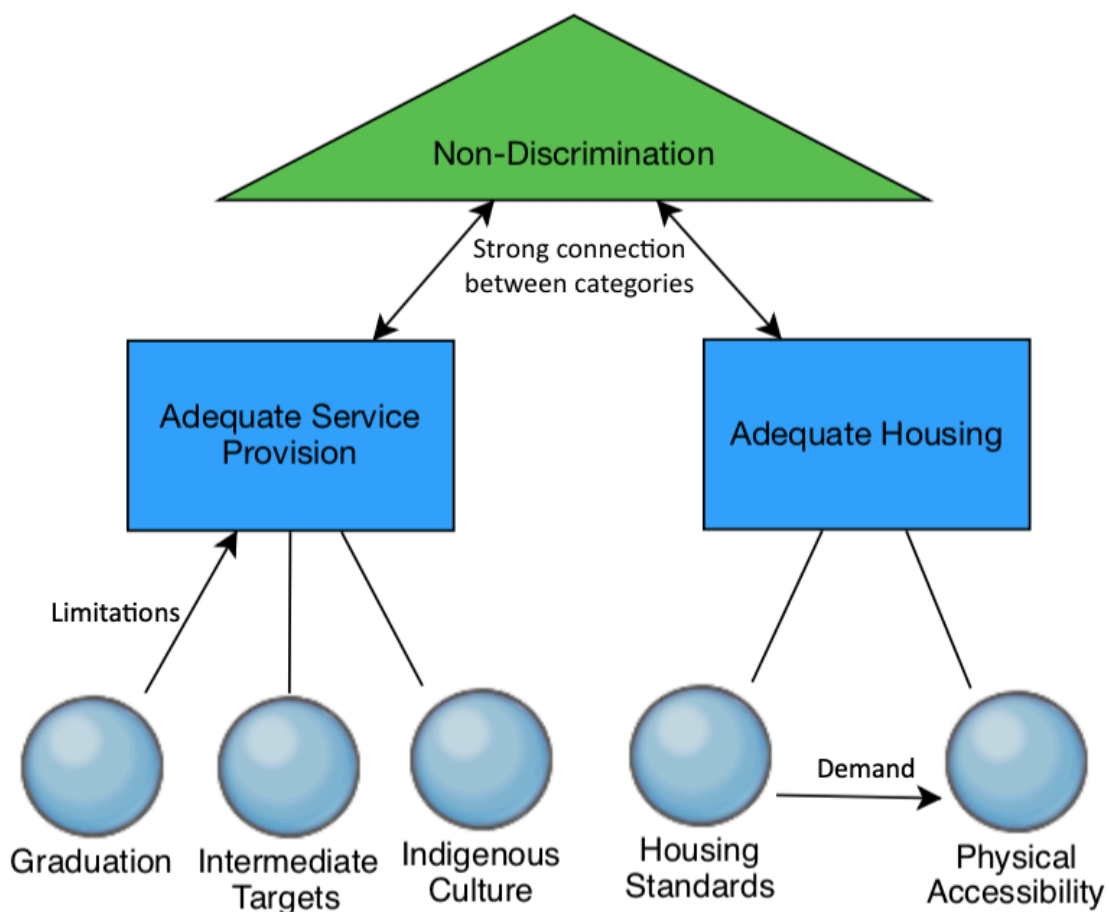 Non-Discrimination
Strong connection
between categories
Adequate Service
Provision
Adequate Housing
Limitations
Demand
Graduation
Intermediate
Targets
Indigenous
Culture
Housing
Standards
Physical
Accessibility